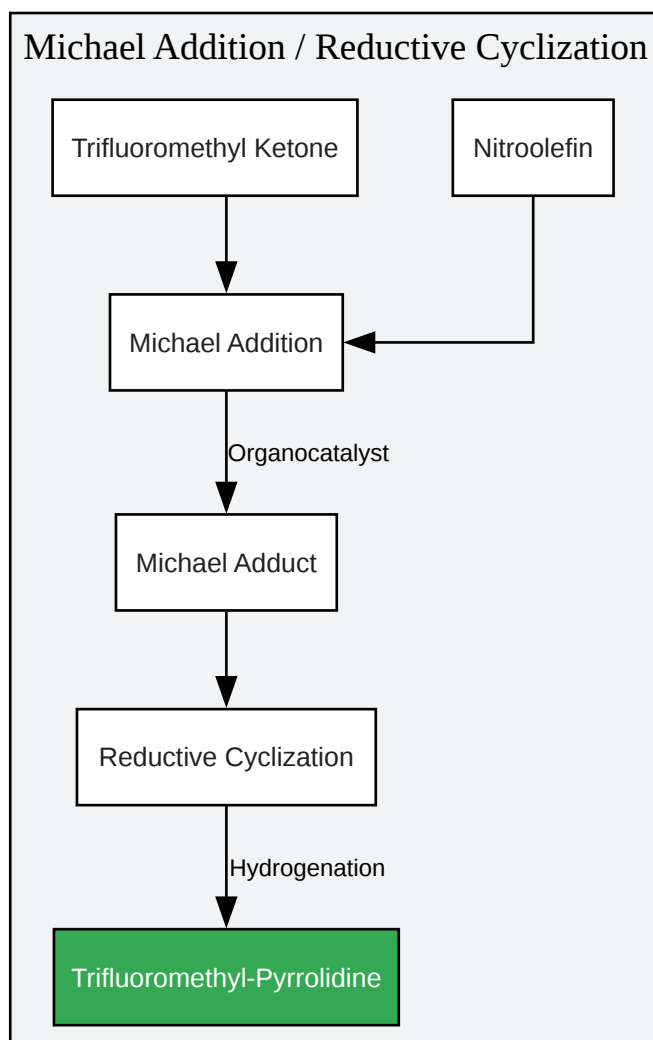 Michael Addition / Reductive Cyclization
Trifluoromethyl Ketone
Nitroolefin
Michael Addition
Organocatalyst
Michael Adduct
Reductive Cyclization
Hydrogenation
Trifluoromethyl-Pyrrolidine